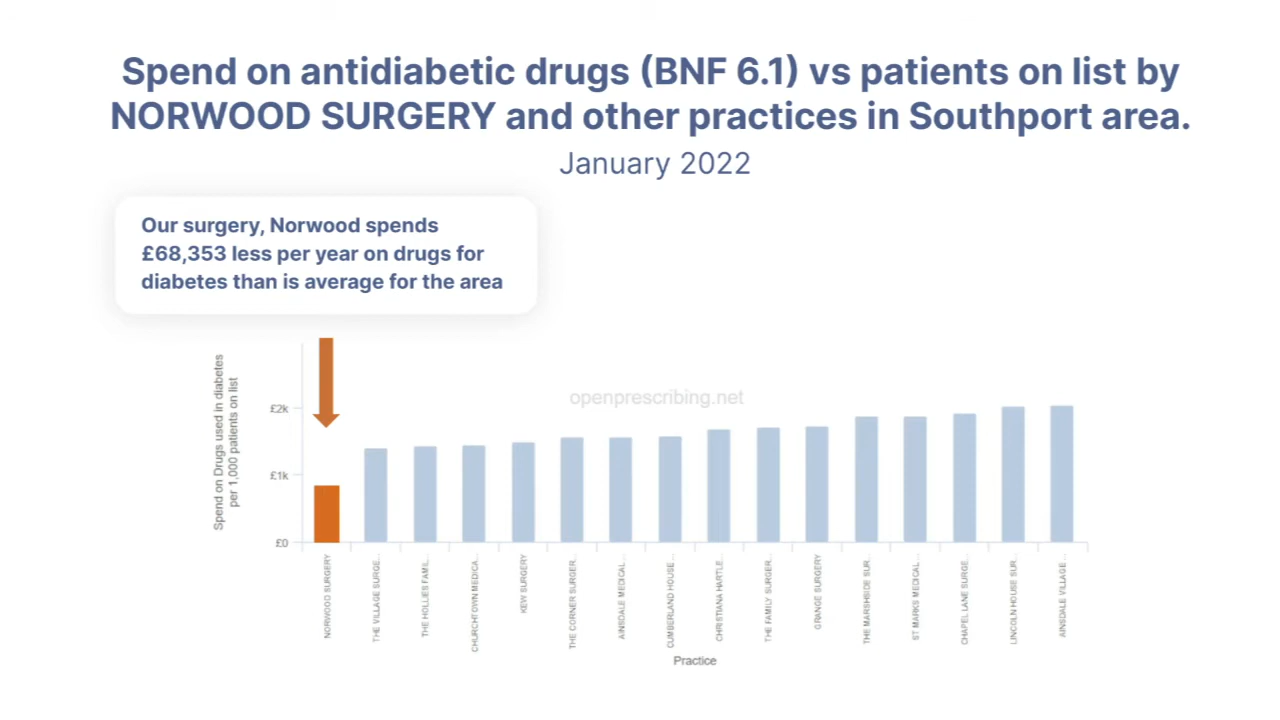 Spend on antidiabetic drugs (BNF 6.1) vs patients on list by
NORWOOD SURGERY and other practices in Southport area.
January 2022
Our surgery, Norwood spends
£68,353 less per year on drugs for
diabetes than is average for the area
Spend on Drugs used in diabetes
per 1,000 patients on list
openprescribing.net
£2k
£1k
£0
NORWOOD SURGERY
THE VILLAGE SURGE..
THE HOLLIES FAMIL..
CHURCHTOWN MEDICA..
KEW SURGERY
THE CORNER SURGER..
AINSDALE MEDICAL ..
CUMBERLAND HOUSE ..
CHRISTIANA HARTLE..
THE FAMILY SURGER..
GRANGE SURGERY
THE MARSHSIDE SUR..
ST MARKS MEDICAL ..
CHAPEL LANE SURGE..
LINCOLN HOUSE SUR..
AINSDALE VILLAGE ..
Practice